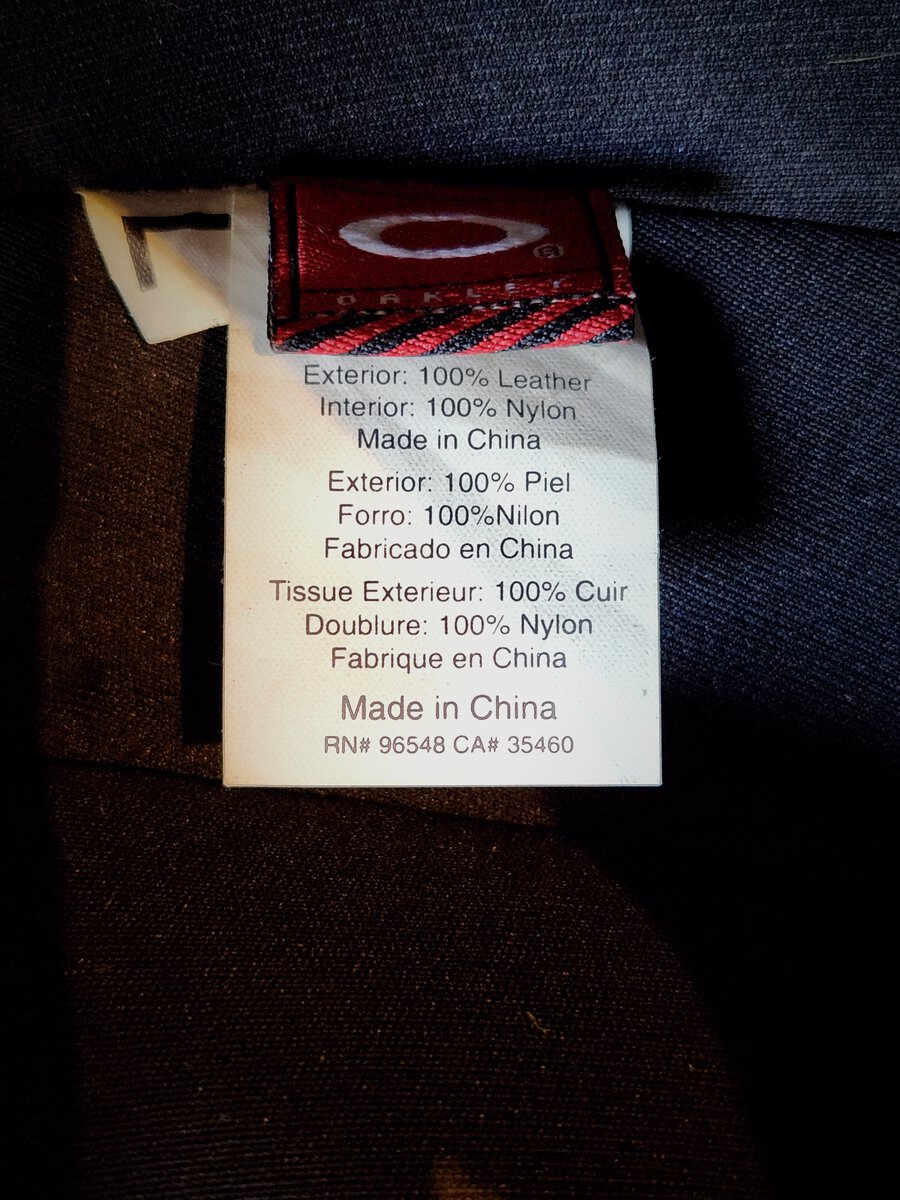 OAKLEY
Exterior: 100% Leather
Interior: 100% Nylon
Made in China
Exterior: 100% Piel
Forro: 100%Nilon
Fabricado en China
Tissue Exterieur: 100% Cuir
Doublure: 100% Nylon
Fabrique en China
Made in China
RN# 96548 CA# 35460